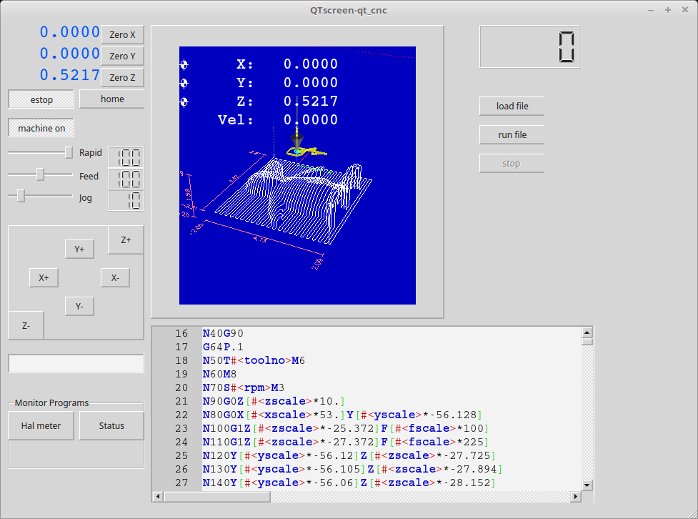 QTscreen-qt_cnc
0.0000 Zero X
0.0000 Zero Y
0.5217 Zero Z
estop home
machine on
Rapid 100
Feed 100
Jog 0
Y+ Z+
X+ X-
Y-
Z-
Monitor Programs
Hal meter Status
X: 0.0000
Y: 0.0000
Z: 0.5217
Vel: 0.0000
0
load file
run file
stop
16 N40G90
17 G64P.1
18 N50T#<toolno>M6
19 N60M8
20 N70S#<rpm>M3
21 N90G0Z[#<zscale>*10.]
22 N80G0X[#<xscale>*53.]Y[#<yscale>*-56.128]
23 N100G1Z[#<zscale>*-25.372]F[#<fscale>*100]
24 N110G1Z[#<zscale>*-27.372]F[#<fscale>*225]
25 N120Y[#<yscale>*-56.12]Z[#<zscale>*-27.725]
26 N130Y[#<yscale>*-56.105]Z[#<zscale>*-27.894]
27 N140Y[#<yscale>*-56.06]Z[#<zscale>*-28.152]